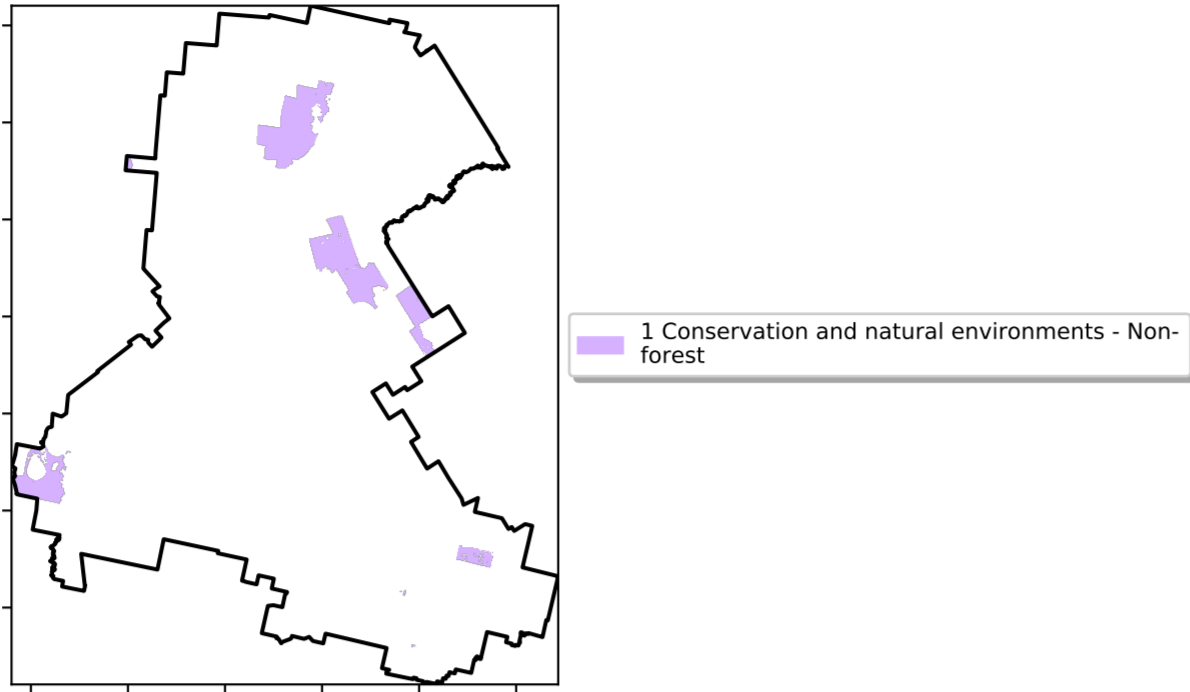 1 Conservation and natural environments - Non-
forest